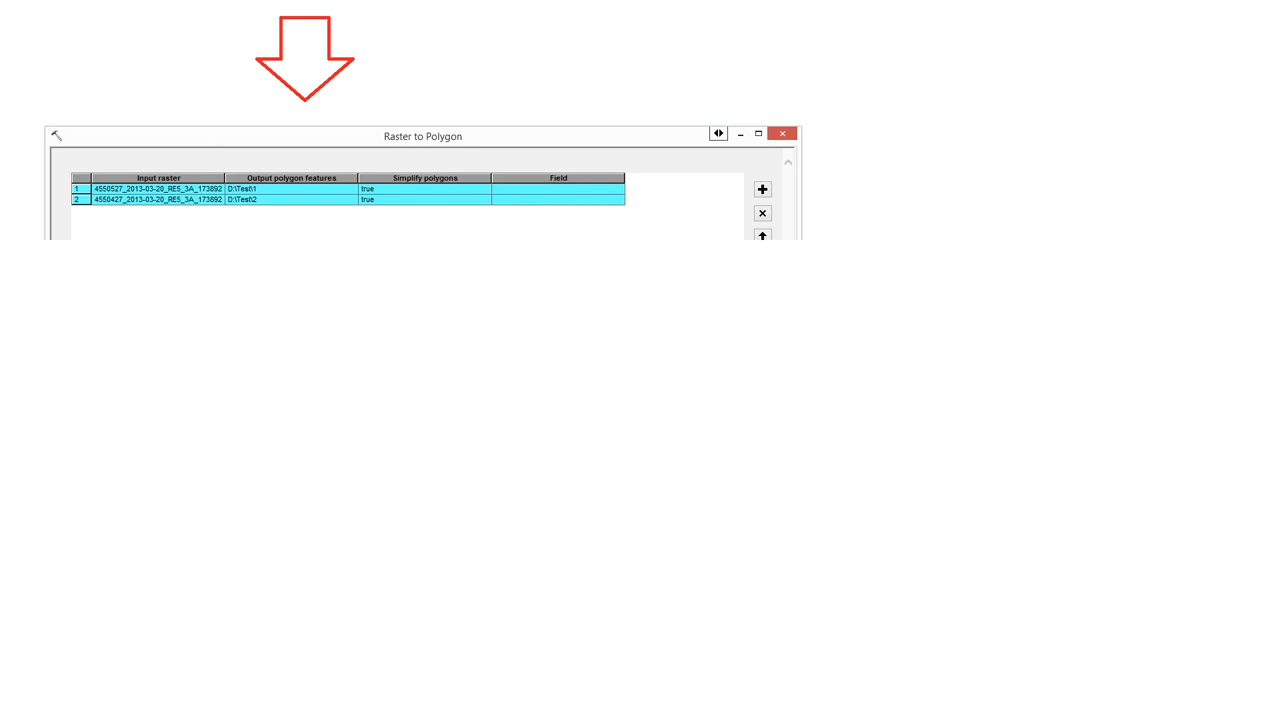 Raster to Polygon
Input raster Output polygon features Simplify polygons Field
1 4550527_2013-03-20_RE5_3A_173892 D:\Test\1 true
2 4550427_2013-03-20_RE5_3A_173892 D:\Test\2 true